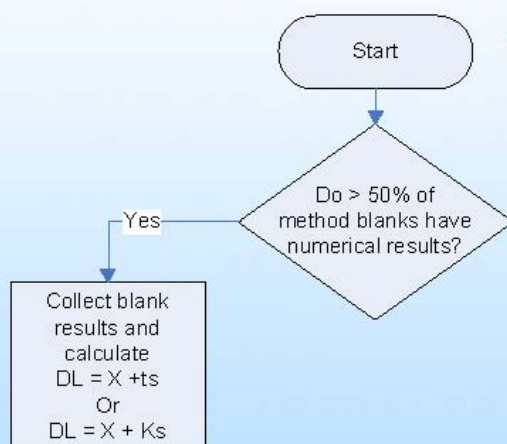 Start
Do > 50% of
method blanks have
numerical results?
Yes
Collect blank
results and
calculate
DL = X +ts
Or
DL = X + Ks